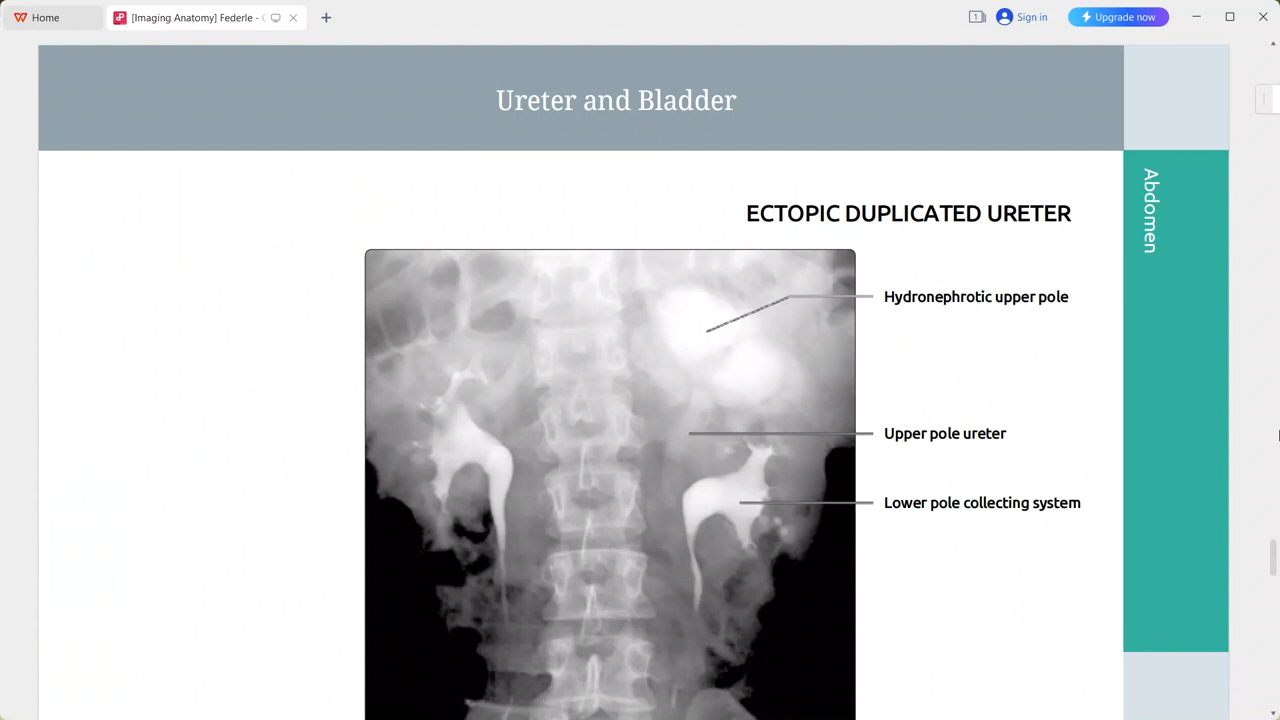 Home
[Imaging Anatomy] Federle -
1
Sign in
Upgrade now
Ureter and Bladder
Abdomen
ECTOPIC DUPLICATED URETER
Hydronephrotic upper pole
Upper pole ureter
Lower pole collecting system